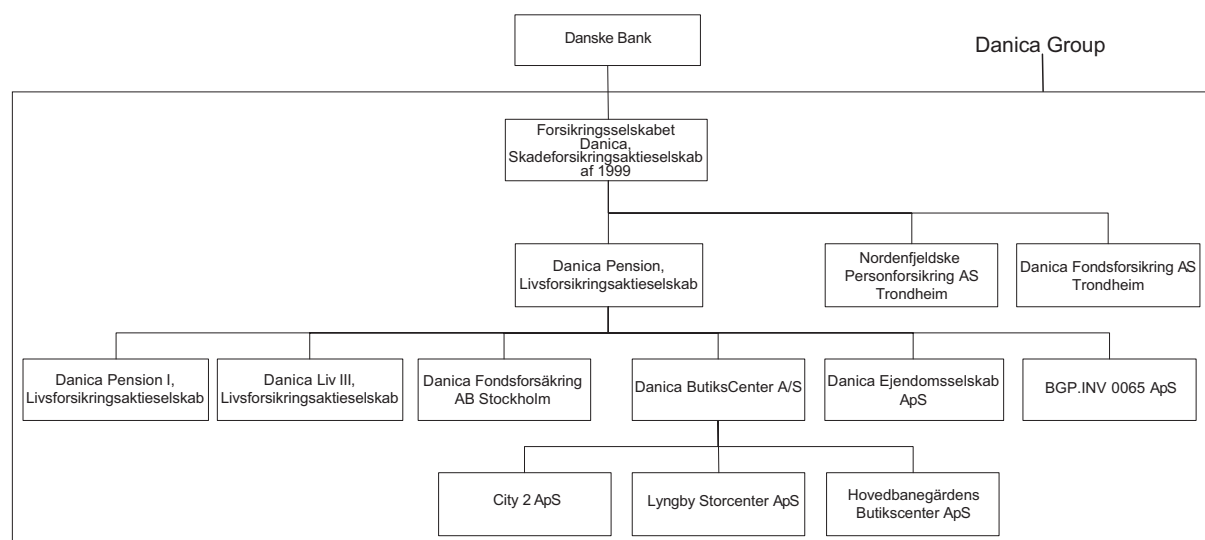 Danske Bank
Danica Group
Forsikringsselskabet
Danica,
Skadeforsikringsaktieselskab
af 1999
Danica Pension,
Livsforsikringsaktieselskab
Nordenfjeldske
Personforsikring AS
Trondheim
Danica Fondsforsikring AS
Trondheim
Danica Pension I,
Livsforsikringsaktieselskab
Danica Liv III,
Livsforsikringsaktieselskab
Danica Fondsforsäkring
AB Stockholm
Danica ButiksCenter A/S
Danica Ejendomsselskab
ApS
BGP.INV 0065 ApS
City 2 ApS
Lyngby Storcenter ApS
Hovedbanegärdens
Butikscenter ApS